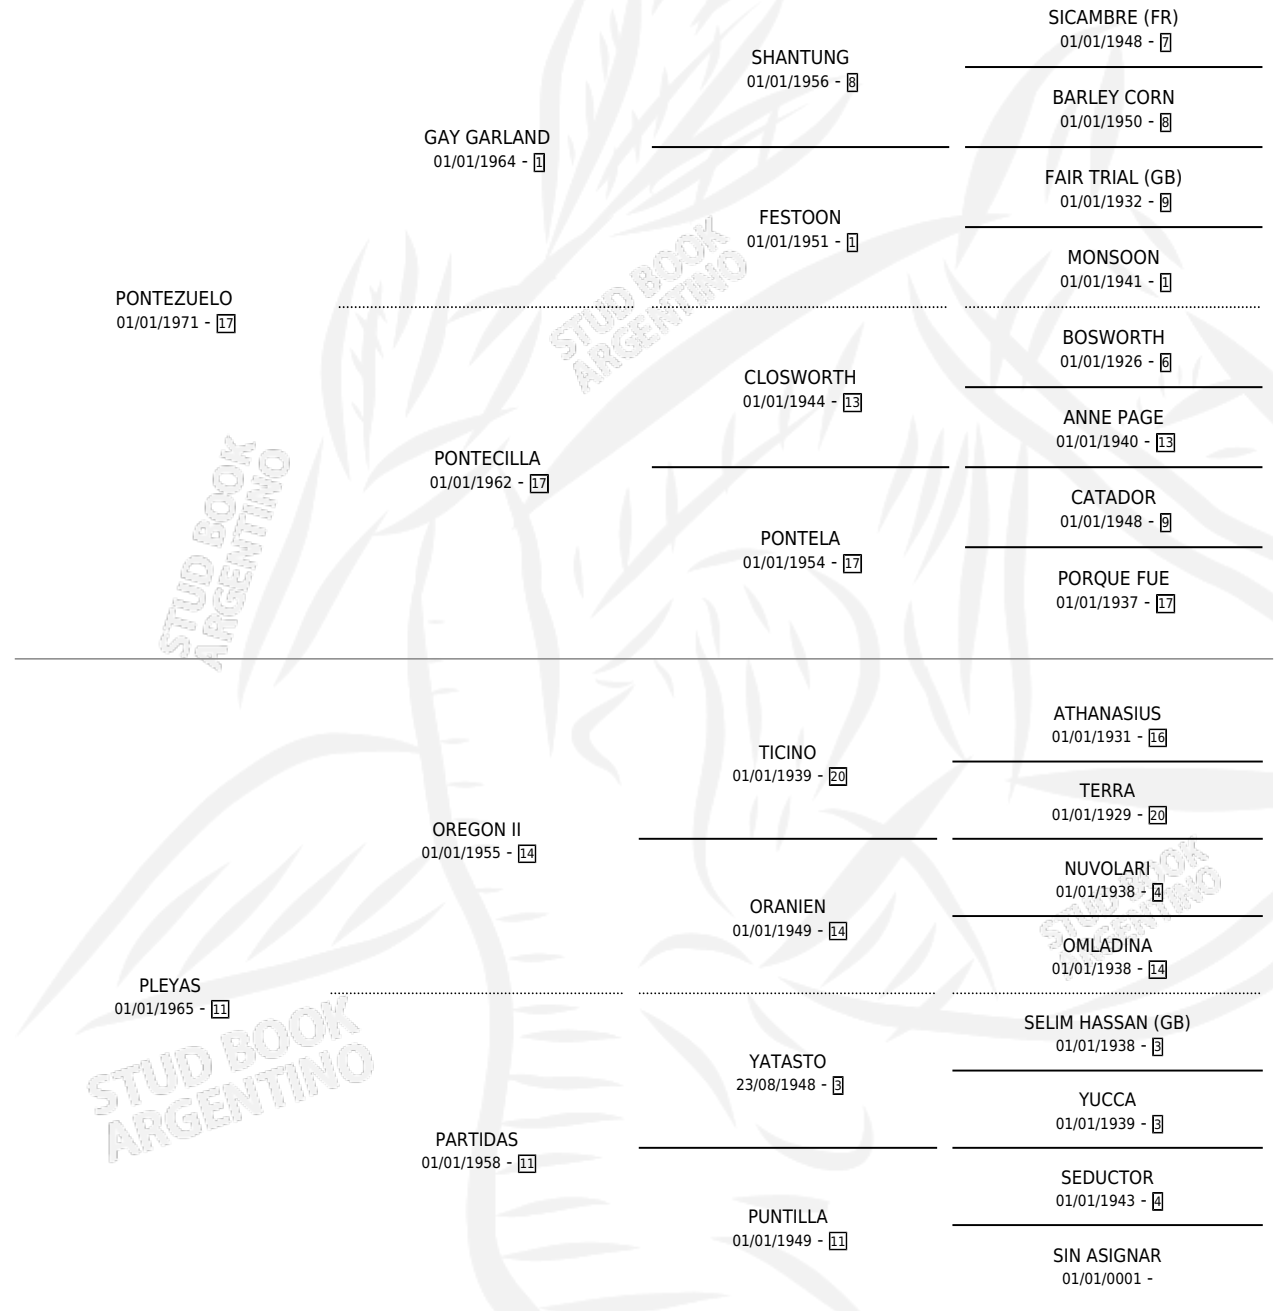 SICAMBRE (FR)
01/01/1948 - 7
SHANTUNG
01/01/1956 - 8
BARLEY CORN
01/01/1950 - 8
GAY GARLAND
01/01/1964 - 1
FAIR TRIAL (GB)
01/01/1932 - 9
FESTOON
01/01/1951 - 1
MONSOON
01/01/1941 - 1
PONTEZUELO
01/01/1971 - 17
BOSWORTH
01/01/1926 - 6
CLOSWORTH
01/01/1944 - 13
ANNE PAGE
01/01/1940 - 13
PONTECILLA
01/01/1962 - 17
CATADOR
01/01/1948 - 9
PONTELA
01/01/1954 - 17
PORQUE FUE
01/01/1937 - 17
ATHANASIUS
01/01/1931 - 16
TICINO
01/01/1939 - 20
TERRA
01/01/1929 - 20
OREGON II
01/01/1955 - 14
NUVOLARI
01/01/1938 - 4
ORANIEN
01/01/1949 - 14
OMLADINA
01/01/1938 - 14
PLEYAS
01/01/1965 - 11
SELIM HASSAN (GB)
01/01/1938 - 3
YATASTO
23/08/1948 - 3
YUCCA
01/01/1939 - 3
PARTIDAS
01/01/1958 - 11
SEDUCTOR
01/01/1943 - 4
PUNTILLA
01/01/1949 - 11
SIN ASIGNAR
01/01/0001 -
STUD BOOK
ARGENTINO
STUD BOOK
ARGENTINO
STUD BOOK
ARGENTINO
STUD BOOK
ARGENTINO